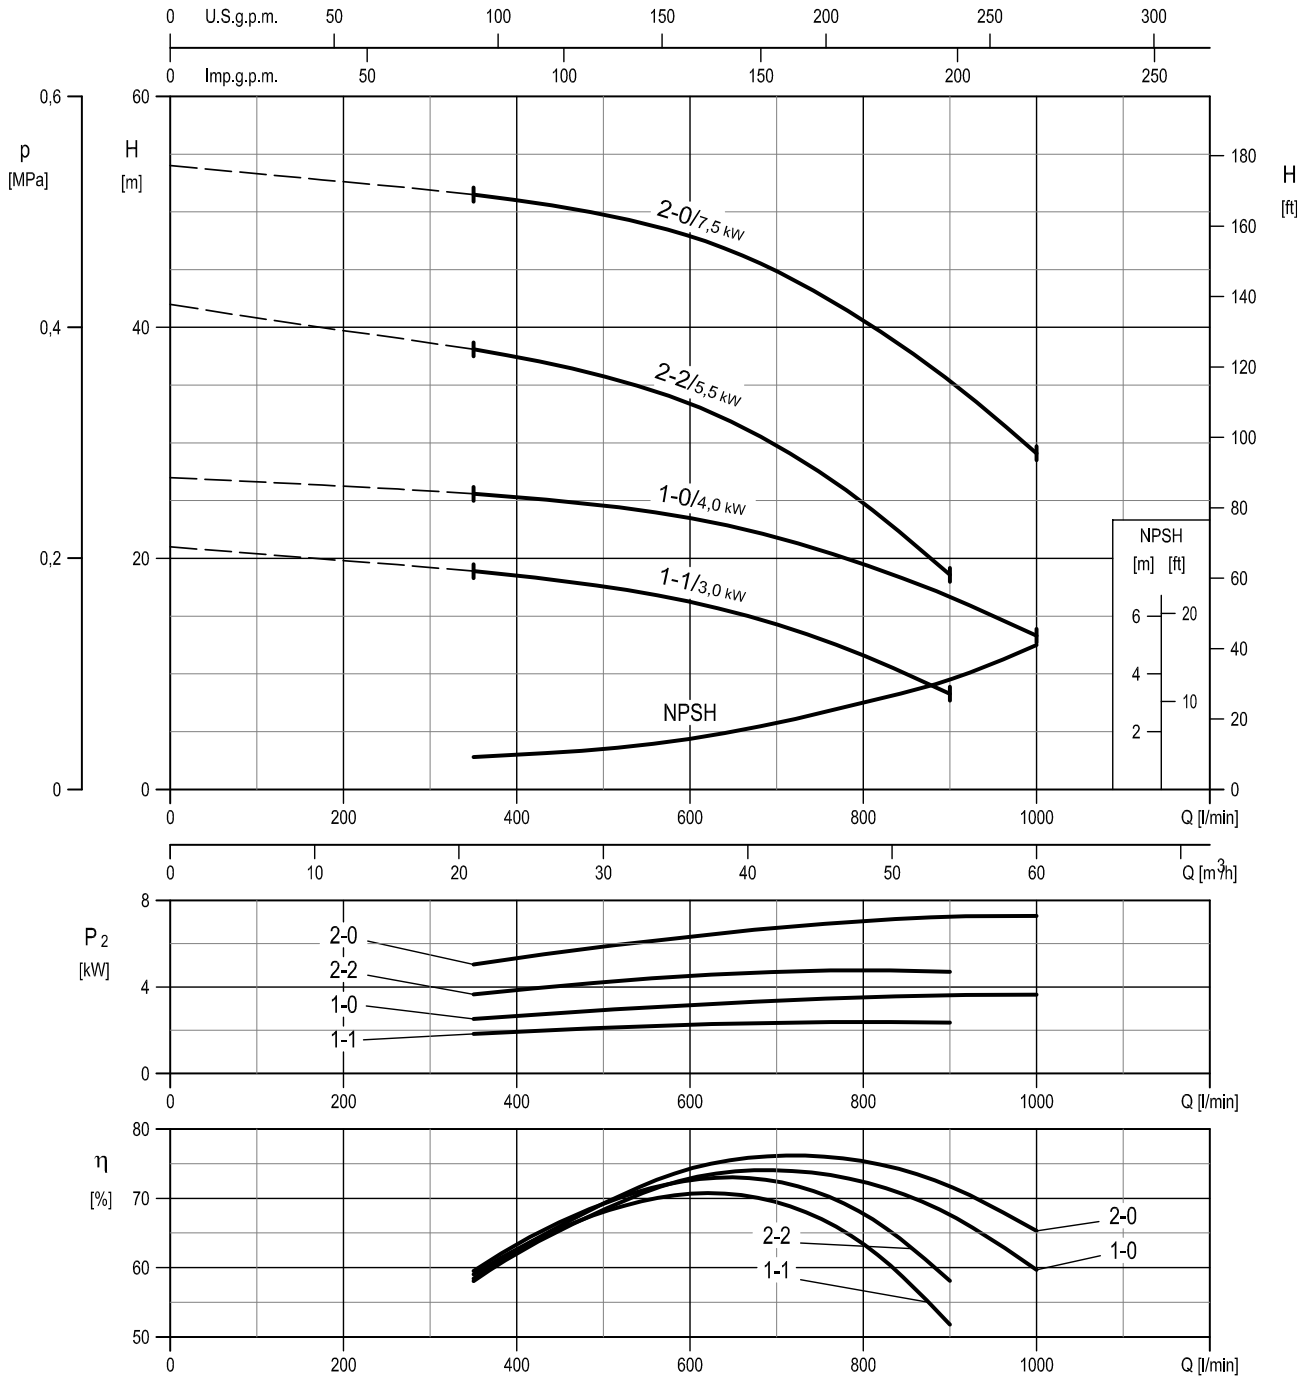 0 U.S.g.p.m. 50 100 150 200 250 300
0 Imp.g.p.m. 50 100 150 200 250
0,6 60
p H
[MPa] [m]
180
H
[ft]
2-0/7,5 kW
160
140
0,4 40
120
2-2/5,5 kW
100
1-0/4,0 kW
80
NPSH
[m] [ft]
0,2 20
60
1-1/3,0 kW
6 20
40
4
10
NPSH
20
2
0 0 0
0 200 400 600 800 1000 Q [l/min]
0 10 20 30 40 50 60 Q [m³/h]
8
P2
[kW]
2-0
2-2
4
1-0
1-1
0
0 200 400 600 800 1000 Q [l/min]
80
η
[%]
70
2-0
2-2
1-0
60
1-1
50
0 200 400 600 800 1000 Q [l/min]